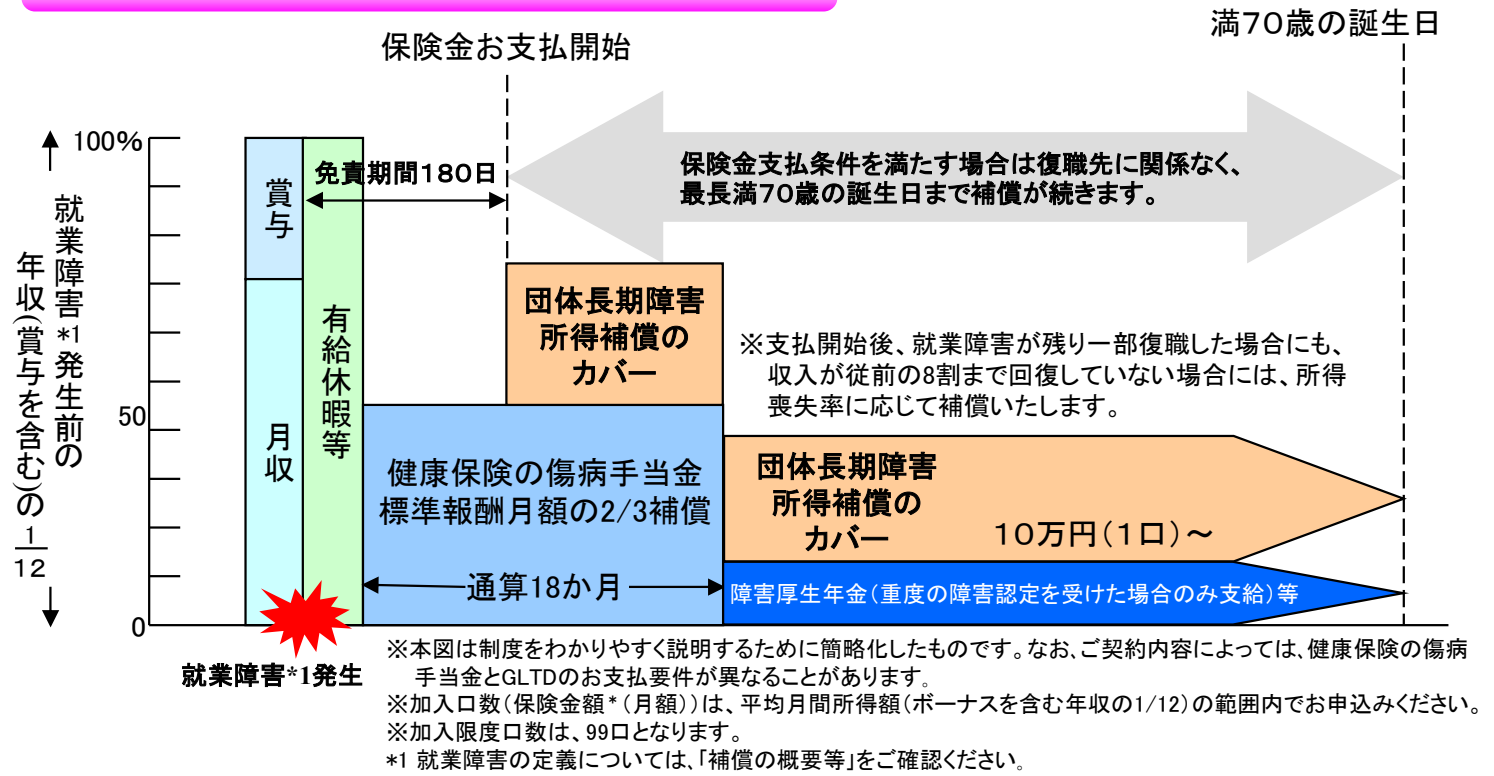 満70歳の誕生日
保険金お支払開始
100%
50
0
就業障害*1発生前の
年収(賞与を含む)の 1/12
賞与
月収
有給休暇等
免責期間180日
保険金支払条件を満たす場合は復職先に関係なく、
最長満70歳の誕生日まで補償が続きます。
団体長期障害
所得補償の
カバー
※支払開始後、就業障害が残り一部復職した場合にも、
収入が従前の8割まで回復していない場合には、所得
喪失率に応じて補償いたします。
健康保険の傷病手当金
標準報酬月額の2/3補償
通算18か月
団体長期障害
所得補償の
カバー
10万円(1口)~
障害厚生年金(重度の障害認定を受けた場合のみ支給)等
就業障害*1発生
※本図は制度をわかりやすく説明するために簡略化したものです。なお、ご契約内容によっては、健康保険の傷病
手当金とGLTDのお支払要件が異なることがあります。
※加入口数(保険金額*(月額))は、平均月間所得額(ボーナスを含む年収の1/12)の範囲内でお申込みください。
※加入限度口数は、99口となります。
*1 就業障害の定義については、「補償の概要等」をご確認ください。